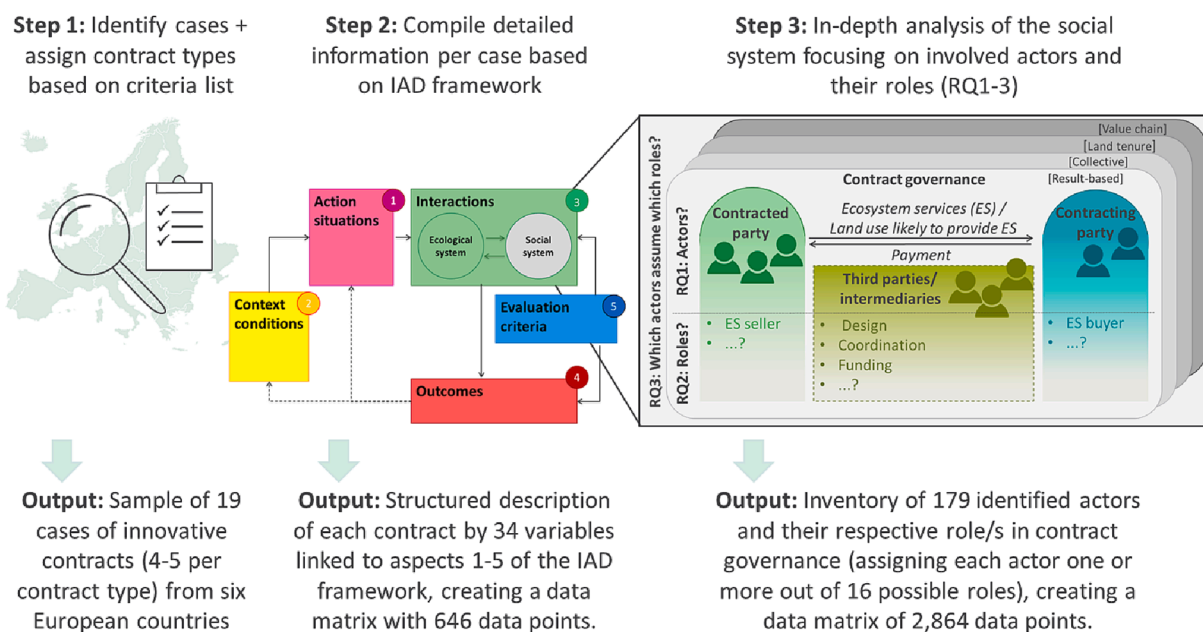 Step 1: Identify cases +
assign contract types
based on criteria list
Step 2: Compile detailed
information per case based
on IAD framework
Step 3: In-depth analysis of the social
system focusing on involved actors and
their roles (RQ1-3)
Action
situations
1
Interactions
3
Ecological
system
Social
system
Context
conditions
2
Evaluation
criteria
5
Outcomes
4
[Value chain]
[Land tenure]
[Collective]
[Result-based]
RQ3: Which actors assume which roles?
RQ1: Actors?
RQ2: Roles?
Contract governance
Contracted
party
Ecosystem services (ES) /
Land use likely to provide ES
Payment
Contracting
party
Third parties/
intermediaries
• ES seller
• ...?
• Design
• Coordination
• Funding
• ...?
• ES buyer
• ...?
Output: Sample of 19
cases of innovative
contracts (4-5 per
contract type) from six
European countries
Output: Structured description
of each contract by 34 variables
linked to aspects 1-5 of the IAD
framework, creating a data
matrix with 646 data points.
Output: Inventory of 179 identified actors
and their respective role/s in contract
governance (assigning each actor one or
more out of 16 possible roles), creating a
data matrix of 2,864 data points.